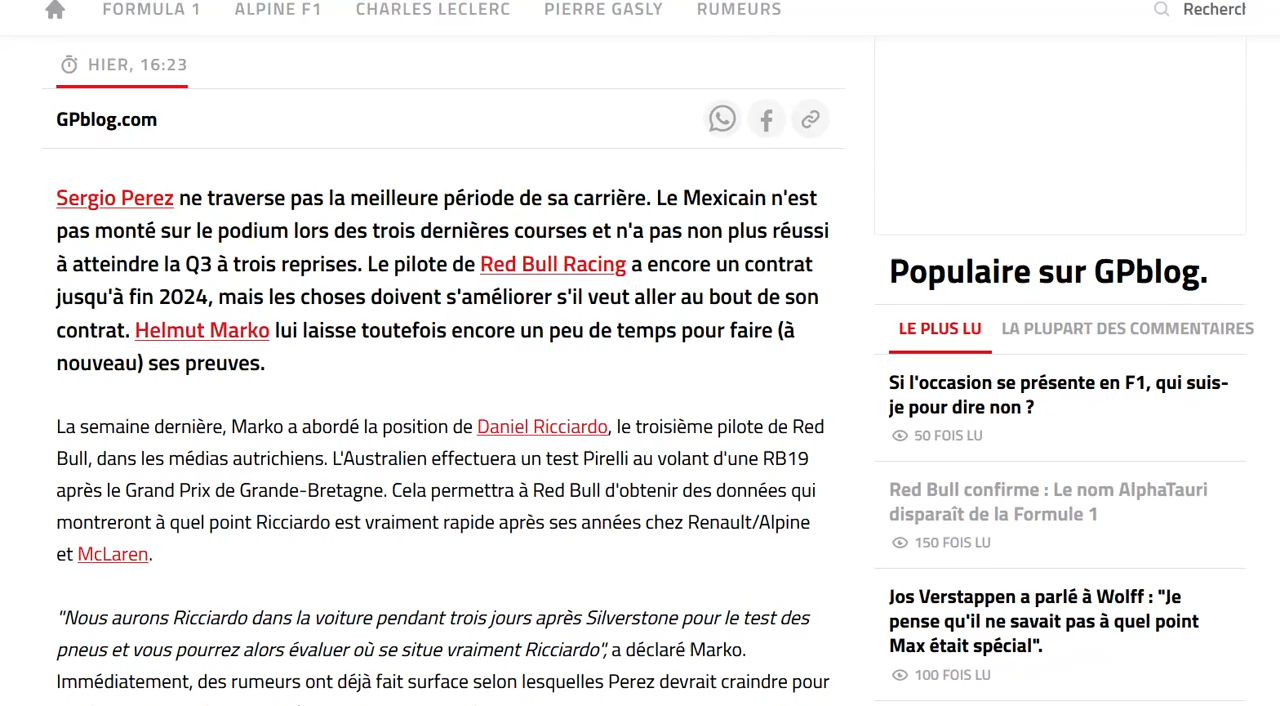 FORMULA 1 ALPINE F1 CHARLES LECLERC PIERRE GASLY RUMEURS
HIER, 16:23
GPblog.com
Sergio Perez ne traverse pas la meilleure période de sa carrière. Le Mexicain n'est
pas monté sur le podium lors des trois dernières courses et n'a pas non plus réussi
à atteindre la Q3 à trois reprises. Le pilote de Red Bull Racing a encore un contrat
jusqu'à fin 2024, mais les choses doivent s'améliorer s'il veut aller au bout de son
contrat. Helmut Marko lui laisse toutefois encore un peu de temps pour faire (à
nouveau) ses preuves.
La semaine dernière, Marko a abordé la position de Daniel Ricciardo, le troisième pilote de Red
Bull, dans les médias autrichiens. L'Australien effectuera un test Pirelli au volant d'une RB19
après le Grand Prix de Grande-Bretagne. Cela permettra à Red Bull d'obtenir des données qui
montreront à quel point Ricciardo est vraiment rapide après ses années chez Renault/Alpine
et McLaren.
"Nous aurons Ricciardo dans la voiture pendant trois jours après Silverstone pour le test des
pneus et vous pourrez alors évaluer où se situe vraiment Ricciardo", a déclaré Marko.
Immédiatement, des rumeurs ont déjà fait surface selon lesquelles Perez devrait craindre pour
Populaire sur GPblog.
LE PLUS LU LA PLUPART DES COMMENTAIRES
Si l'occasion se présente en F1, qui suis-
je pour dire non ?
50 FOIS LU
Red Bull confirme : Le nom AlphaTauri
disparaît de la Formule 1
150 FOIS LU
Jos Verstappen a parlé à Wolff : "Je
pense qu'il ne savait pas à quel point
Max était spécial".
100 FOIS LU